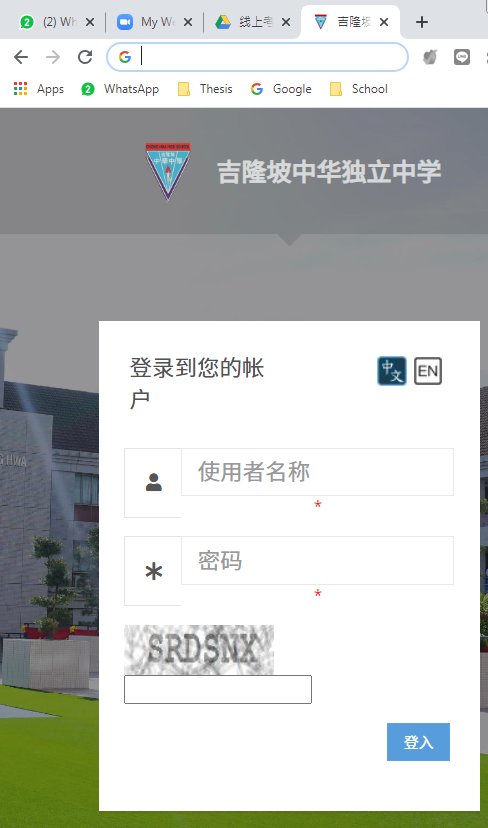 (2) Wh
My Wo
线上考
吉隆坡
Apps
WhatsApp
Thesis
Google
School
吉隆坡中华独立中学
登录到您的帐
户
中文
EN
使用者名称
*
密码
*
SRDSNX
登入